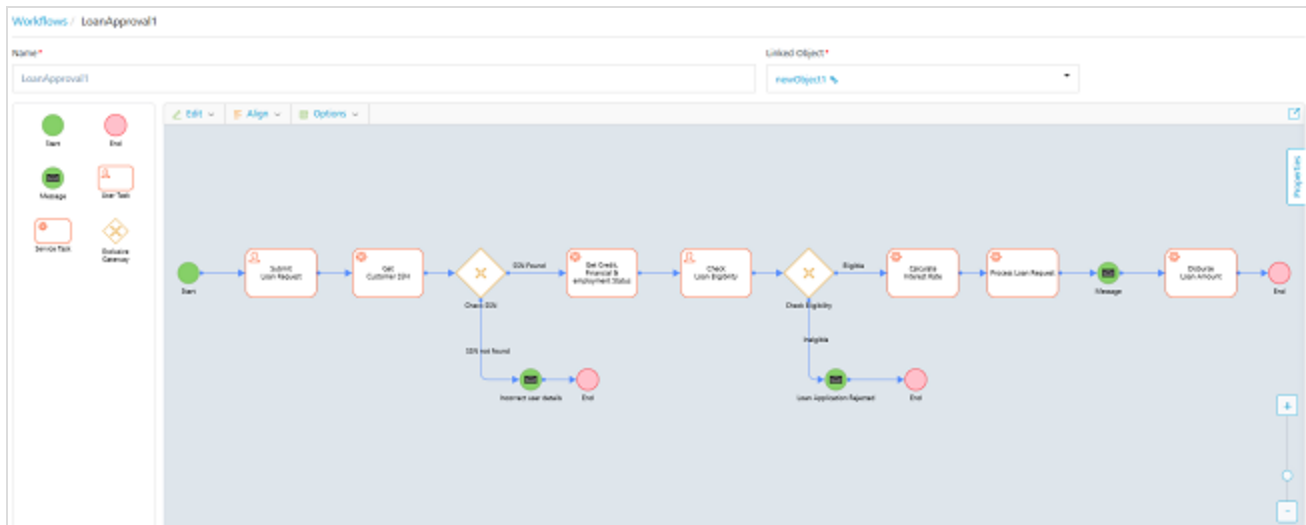 Workflows / LoanApproval1
Name*
Linked Object*
LoanApproval1
newObject1
Edit
Align
Options
Start
End
Message
User Task
Service Task
Exclusive
Gateway
Properties
Start
Submit
Loan Request
Get
Customer SSN
Check SSN
SSN Found
Get Credit,
Financial &
employment Status
Check
Loan Eligibility
Check Eligibility
Eligible
Calculate
Interest Rate
Process Loan Request
Message
Disburse
Loan Amount
End
SSN not found
Incorrect user details
End
Ineligible
Loan Application Rejected
End